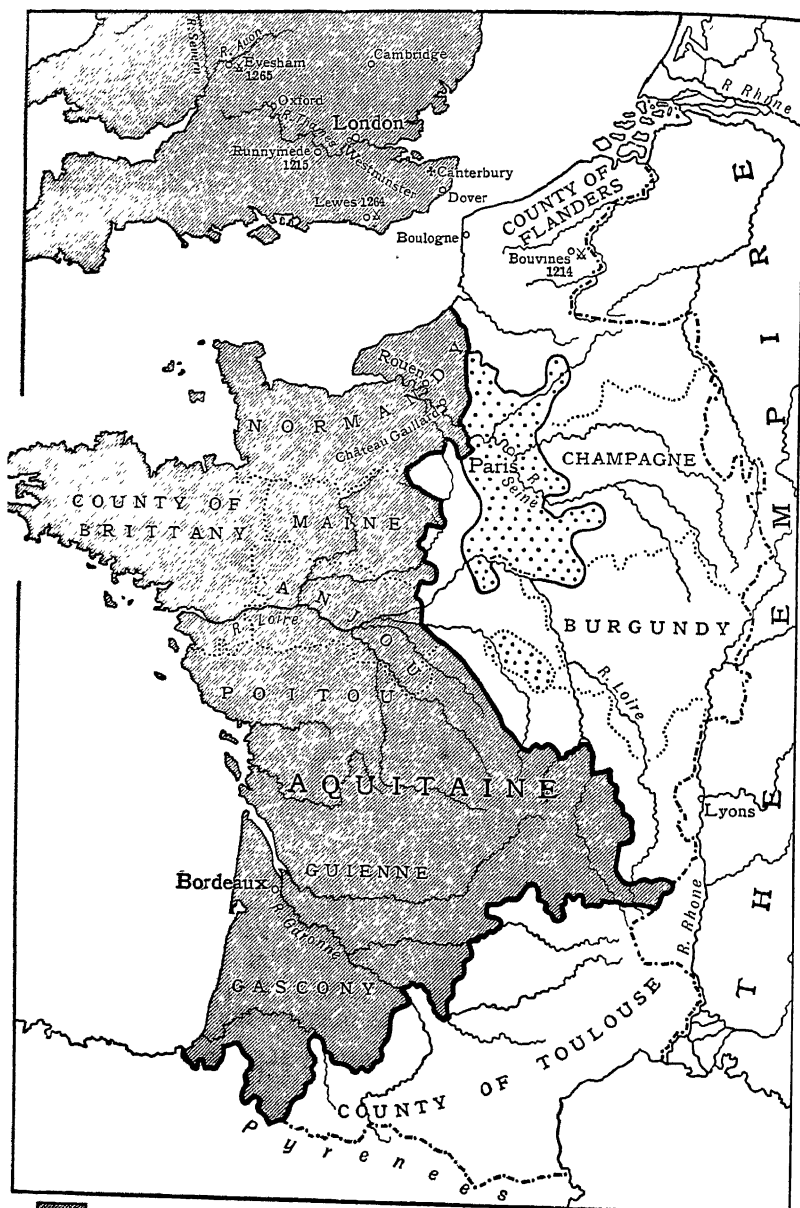 R. Severn
R. Avon
Evesham
1265
Cambridge
R. Rhone
Oxford
R. Thames
London
Runnymede
1215
Westminster
Canterbury
Dover
Lewes 1264
Boulogne
COUNTY OF
FLANDERS
Bouvines
1214
Rouen
NORMANDY
Château Gaillard
Paris
R. Seine
CHAMPAGNE
COUNTY OF
BRITTANY
MAINE
ANJOU
R. Loire
BURGUNDY
POITOU
R. Loire
AQUITAINE
Lyons
GUIENNE
Bordeaux
R. Garonne
R. Rhone
GASCONY
COUNTY OF TOULOUSE
Pyrenees
THE EMPIRE